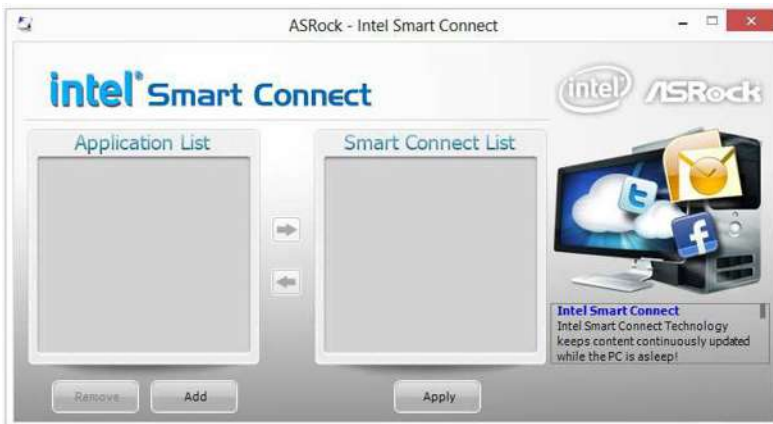 ASRock - Intel Smart Connect
intel® Smart Connect
intel® ASRock
Application List
Smart Connect List
Intel Smart Connect
Intel Smart Connect Technology
keeps content continuously updated
while the PC is asleep!
Remove
Add
Apply